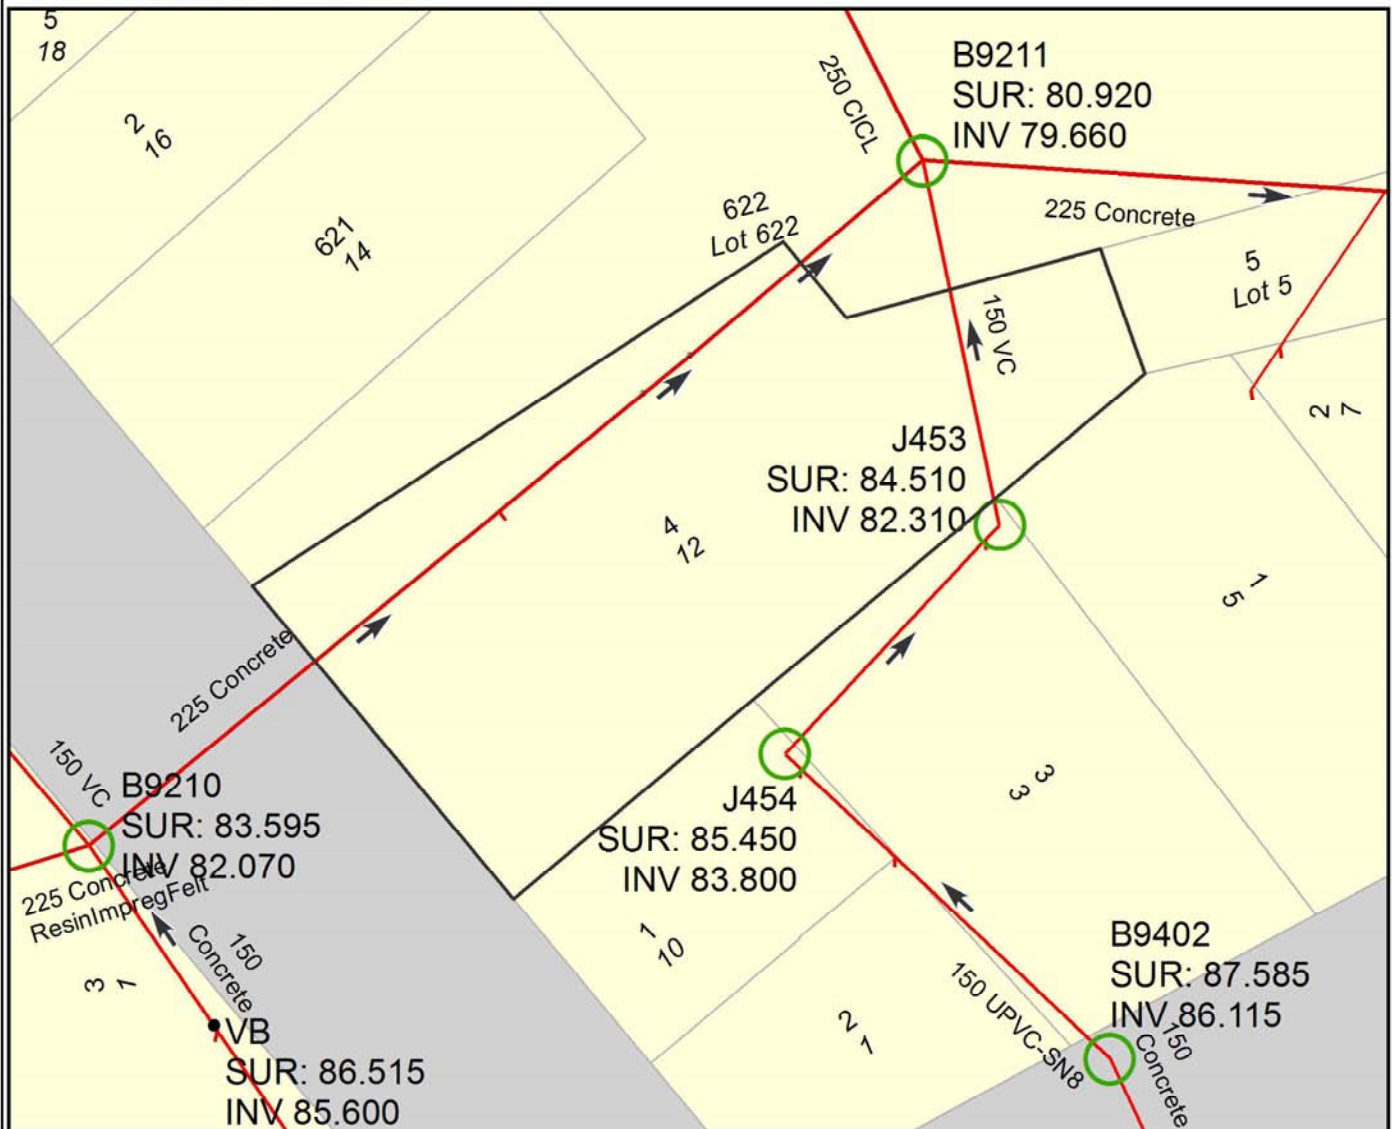 5
18
2
16
621
14
250 CICL
B9211
SUR: 80.920
INV 79.660
622
Lot 622
225 Concrete
5
Lot 5
150 VC
2
7
J453
SUR: 84.510
INV 82.310
4
12
1
5
225 Concrete
150 VC
B9210
SUR: 83.595
INV 82.070
225 Concrete
ResinImpregFelt
J454
SUR: 85.450
INV 83.800
3
3
1
10
150
Concrete
3
1
VB
SUR: 86.515
INV 85.600
2
1
150 UPVC-SN8
B9402
SUR: 87.585
INV 86.115
150
Concrete